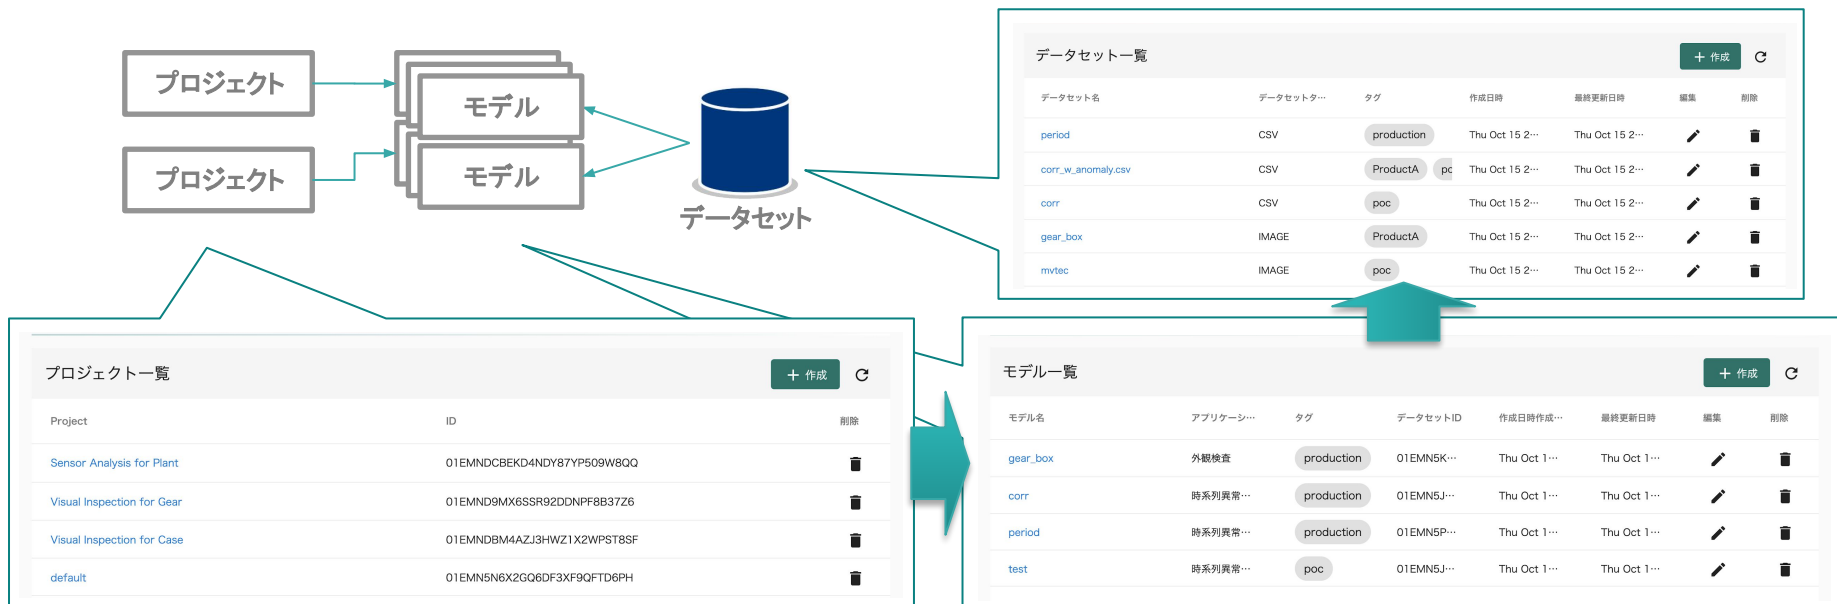 プロジェクト
モデル
プロジェクト
モデル
データセット
データセット一覧
+ 作成
データセット名 データセットタ… タグ 作成日時 最終更新日時 編集 削除
period CSV production Thu Oct 15 2… Thu Oct 15 2…
corr_w_anomaly.csv CSV ProductA pc Thu Oct 15 2… Thu Oct 15 2…
corr CSV poc Thu Oct 15 2… Thu Oct 15 2…
gear_box IMAGE ProductA Thu Oct 15 2… Thu Oct 15 2…
mvtec IMAGE poc Thu Oct 15 2… Thu Oct 15 2…
プロジェクト一覧
+ 作成
Project ID 削除
Sensor Analysis for Plant 01EMNDCBEKD4NDY87YP509W8QQ
Visual Inspection for Gear 01EMND9MX6SSR92DDNPF8B37Z6
Visual Inspection for Case 01EMNDBM4AZJ3HWZ1X2WPST8SF
default 01EMN5N6X2GQ6DF3XF9QFTD6PH
モデル一覧
+ 作成
モデル名 アプリケーシ… タグ データセットID 作成日時作成… 最終更新日時 編集 削除
gear_box 外観検査 production 01EMN5K… Thu Oct 1… Thu Oct 1…
corr 時系列異常… production 01EMN5J… Thu Oct 1… Thu Oct 1…
period 時系列異常… production 01EMN5P… Thu Oct 1… Thu Oct 1…
test 時系列異常… poc 01EMN5J… Thu Oct 1… Thu Oct 1…